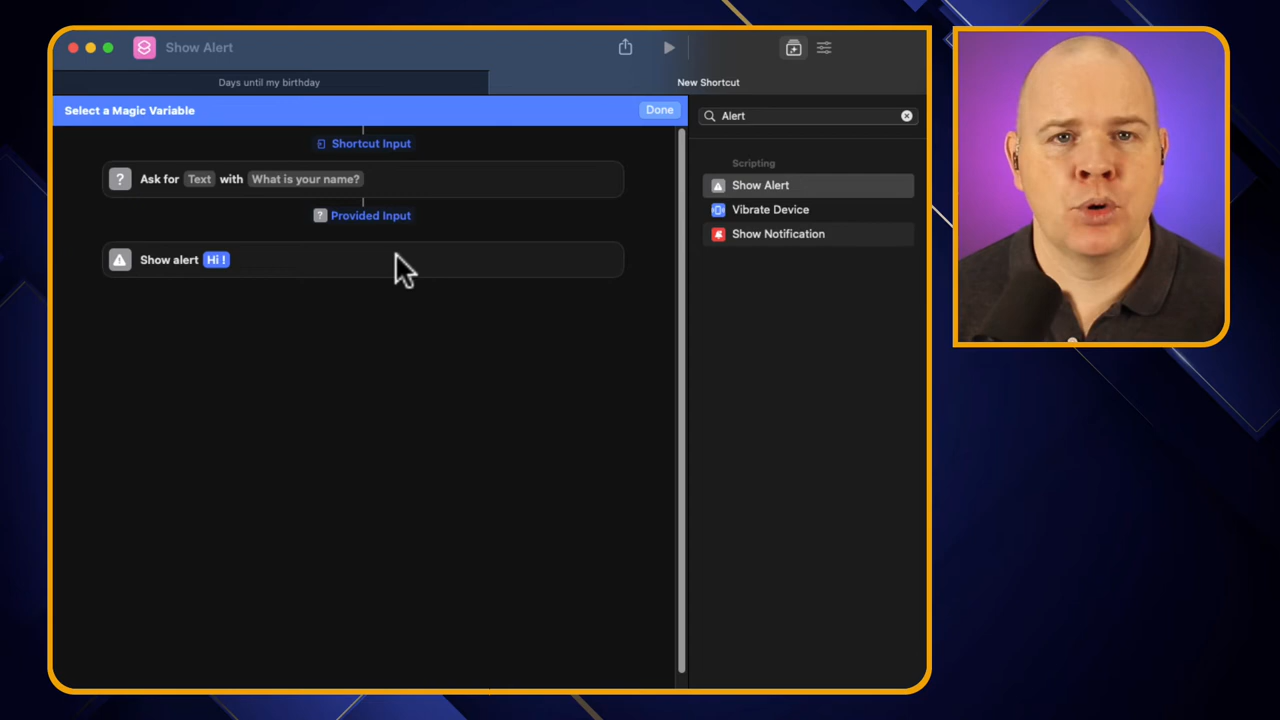 Show Alert
Days until my birthday
New Shortcut
Select a Magic Variable
Done
Shortcut Input
? Ask for Text with What is your name?
? Provided Input
Show alert Hi !
Alert
Scripting
Show Alert
Vibrate Device
Show Notification